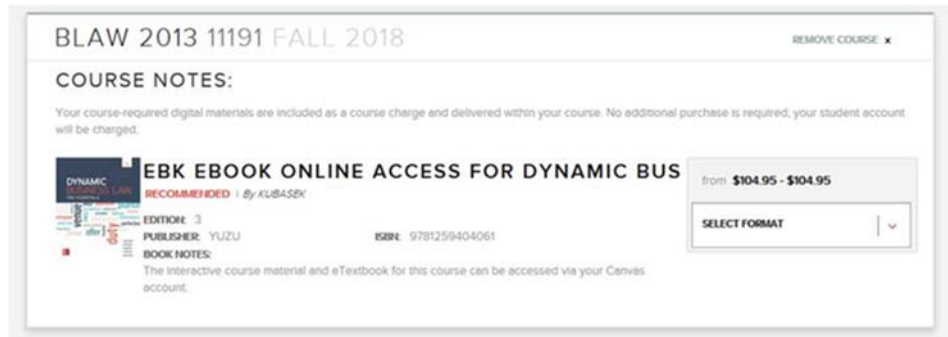 BLAW 2013 11191 FALL 2018
REMOVE COURSE x
COURSE NOTES:
Your course-required digital materials are included as a course charge and delivered within your course. No additional purchase is required; your student account
will be charged.
DYNAMIC
BUSINESS LAW
venue
offer
duty
EBK EBOOK ONLINE ACCESS FOR DYNAMIC BUS
RECOMMENDED | By KUBASEK
EDITION: 3
PUBLISHER: YUZU
ISBN: 9781259404061
BOOK NOTES:
The interactive course material and eTextbook for this course can be accessed via your Canvas
account.
from $104.95 - $104.95
SELECT FORMAT